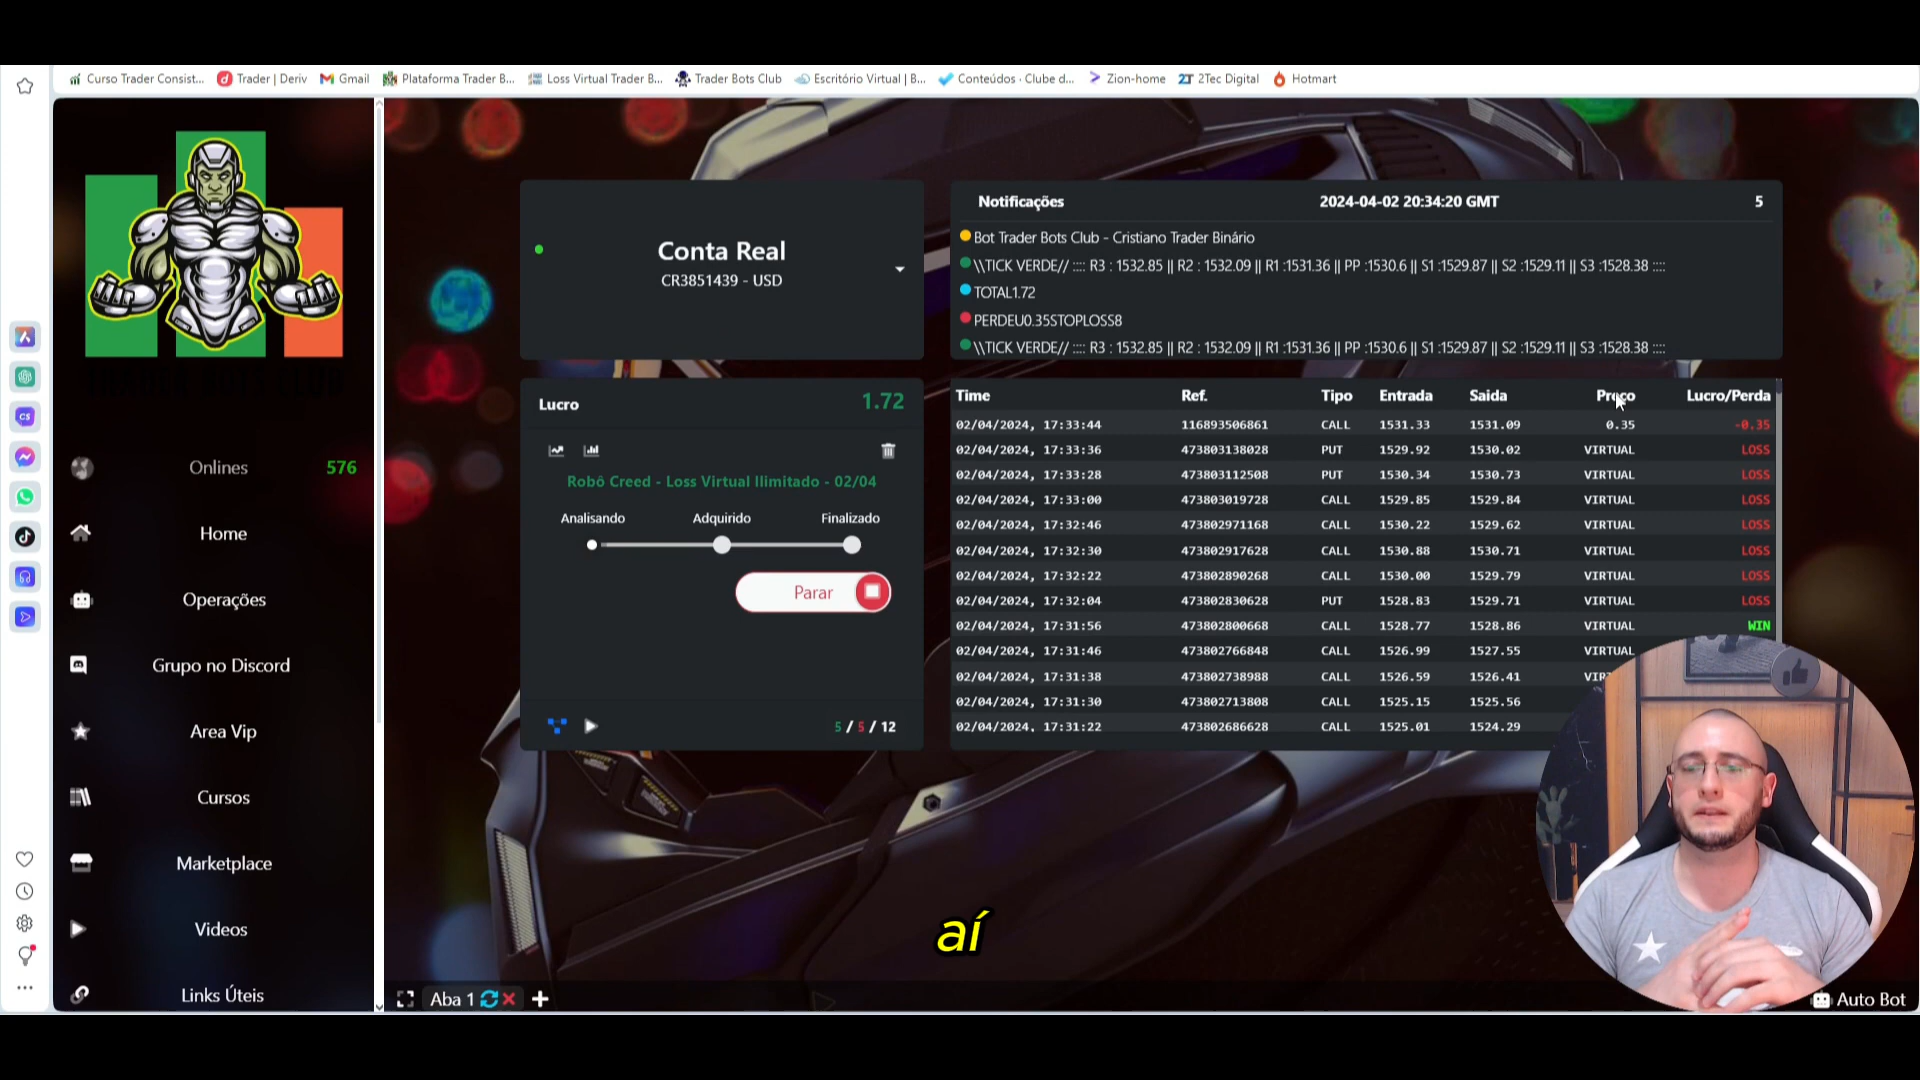 Curso Trader Consist... Trader | Deriv Gmail Plataforma Trader B... Loss Virtual Trader B... Trader Bots Club Escritório Virtual | B... Conteúdos · Clube d... Zion-home 2Tec Digital Hotmart
Onlines 576
Home
Operações
Grupo no Discord
Area Vip
Cursos
Marketplace
Videos
Links Úteis
Conta Real
CR3851439 - USD
Notificações 2024-04-02 20:34:20 GMT 5
Bot Trader Bots Club - Cristiano Trader Binário
\\TICK VERDE// :::: R3 : 1532.85 || R2 : 1532.09 || R1 :1531.36 || PP :1530.6 || S1 :1529.87 || S2 :1529.11 || S3 :1528.38 ::::
TOTAL1.72
PERDEU0.35STOPLOSS8
\\TICK VERDE// :::: R3 : 1532.85 || R2 : 1532.09 || R1 :1531.36 || PP :1530.6 || S1 :1529.87 || S2 :1529.11 || S3 :1528.38 ::::
Lucro 1.72
Robô Creed - Loss Virtual Ilimitado - 02/04
Analisando Adquirido Finalizado
Parar
5 / 5 / 12
Time Ref. Tipo Entrada Saida Preço Lucro/Perda
02/04/2024, 17:33:44 116893506861 CALL 1531.33 1531.09 0.35 -0.35
02/04/2024, 17:33:36 473803138028 PUT 1529.92 1530.02 VIRTUAL LOSS
02/04/2024, 17:33:28 473803112508 PUT 1530.34 1530.73 VIRTUAL LOSS
02/04/2024, 17:33:00 473803019728 CALL 1529.85 1529.84 VIRTUAL LOSS
02/04/2024, 17:32:46 473802971168 CALL 1530.22 1529.62 VIRTUAL LOSS
02/04/2024, 17:32:30 473802917628 CALL 1530.88 1530.71 VIRTUAL LOSS
02/04/2024, 17:32:22 473802890268 CALL 1530.00 1529.79 VIRTUAL LOSS
02/04/2024, 17:32:04 473802830628 PUT 1528.83 1529.71 VIRTUAL LOSS
02/04/2024, 17:31:56 473802800668 CALL 1528.77 1528.86 VIRTUAL WIN
02/04/2024, 17:31:46 473802766848 CALL 1526.99 1527.55 VIRTUAL
02/04/2024, 17:31:38 473802738988 CALL 1526.59 1526.41
02/04/2024, 17:31:30 473802713808 CALL 1525.15 1525.56
02/04/2024, 17:31:22 473802686628 CALL 1525.01 1524.29
aí
Aba 1
Auto Bot